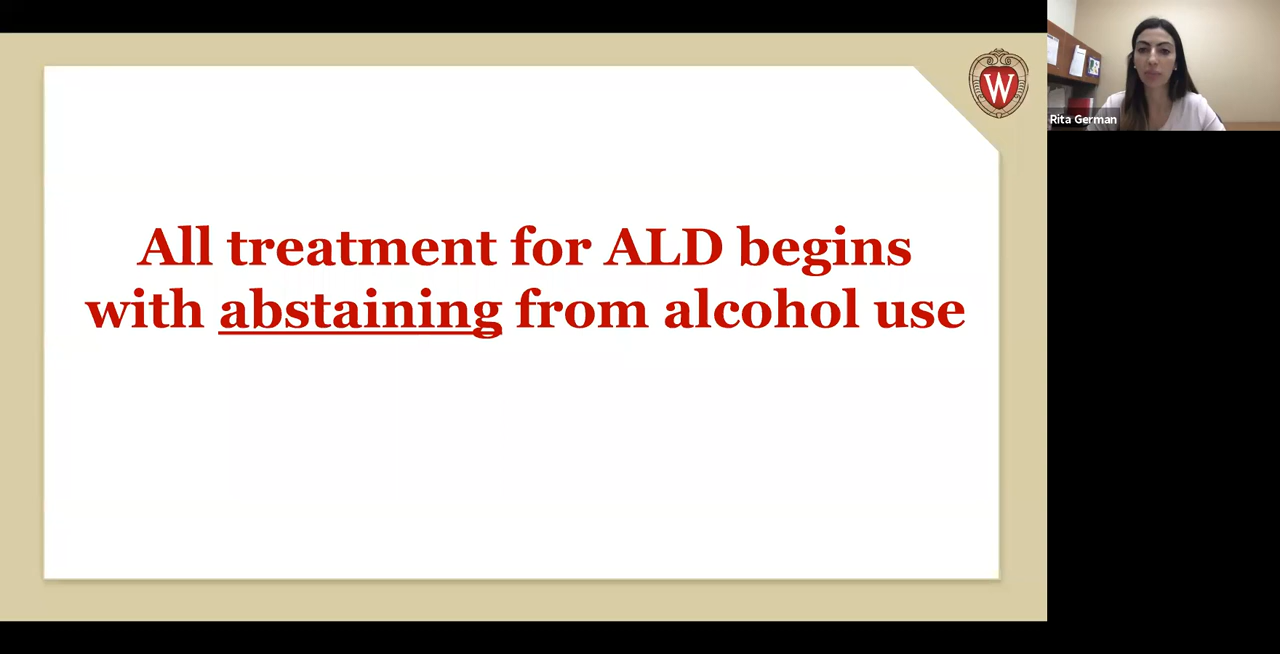 All treatment for ALD begins
with abstaining from alcohol use
W
Rita German